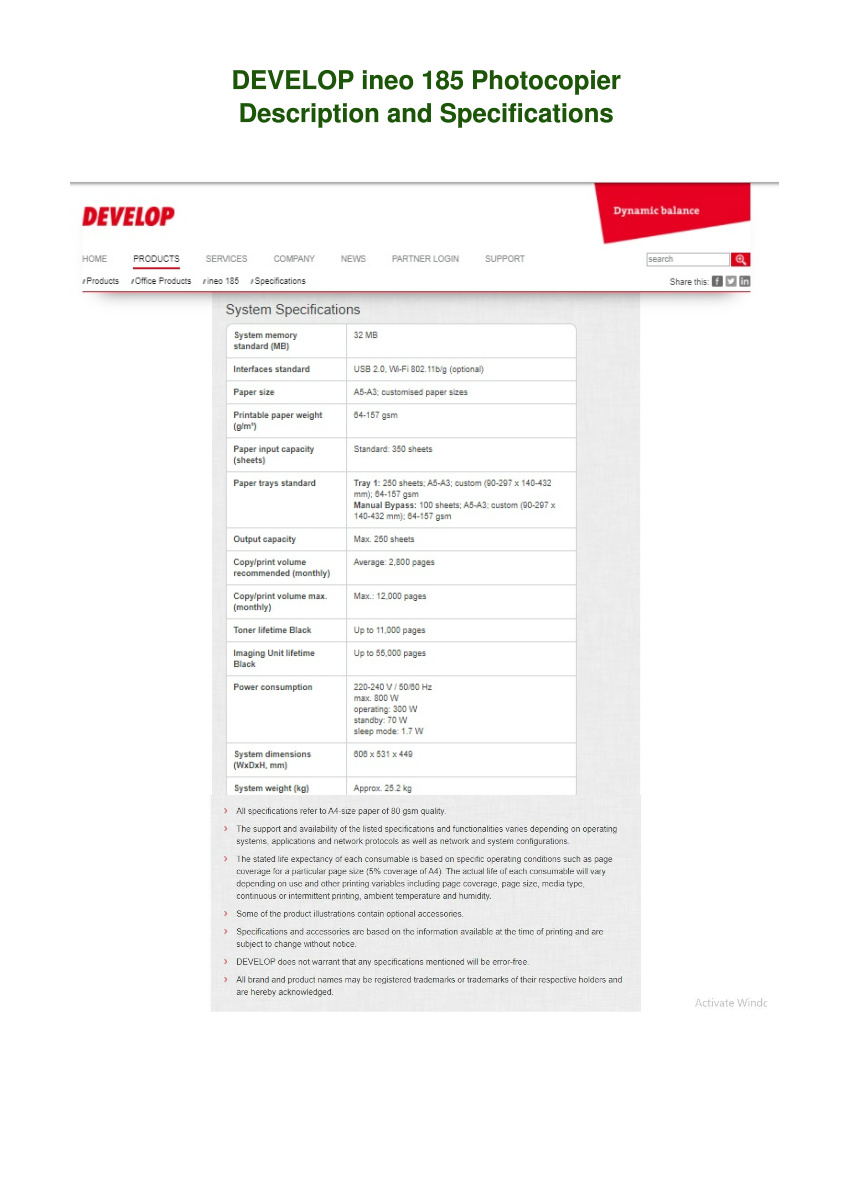 DEVELOP ineo 185 Photocopier
Description and Specifications
DEVELOP
Dynamic balance
HOME PRODUCTS SERVICES COMPANY NEWS PARTNER LOGIN SUPPORT search
/Products /Office Products /ineo 185 /Specifications Share this:
System Specifications
System memory 32 MB
standard (MB)
Interfaces standard USB 2.0, Wi-Fi 802.11b/g (optional)
Paper size A5-A3; customised paper sizes
Printable paper weight 64-157 gsm
(g/m²)
Paper input capacity Standard: 350 sheets
(sheets)
Paper trays standard Tray 1: 250 sheets; A5-A3; custom (90-297 x 140-432
mm); 64-157 gsm
Manual Bypass: 100 sheets; A5-A3; custom (90-297 x
140-432 mm); 64-157 gsm
Output capacity Max. 250 sheets
Copy/print volume Average: 2,800 pages
recommended (monthly)
Copy/print volume max. Max.: 12,000 pages
(monthly)
Toner lifetime Black Up to 11,000 pages
Imaging Unit lifetime Up to 55,000 pages
Black
Power consumption 220-240 V / 50/60 Hz
max. 800 W
operating: 300 W
standby: 70 W
sleep mode: 1.7 W
System dimensions 606 x 531 x 449
(WxDxH, mm)
System weight (kg) Approx. 25.2 kg
All specifications refer to A4-size paper of 80 gsm quality.
The support and availability of the listed specifications and functionalities varies depending on operating
systems, applications and network protocols as well as network and system configurations.
The stated life expectancy of each consumable is based on specific operating conditions such as page
coverage for a particular page size (5% coverage of A4). The actual life of each consumable will vary
depending on use and other printing variables including page coverage, page size, media type,
continuous or intermittent printing, ambient temperature and humidity.
Some of the product illustrations contain optional accessories.
Specifications and accessories are based on the information available at the time of printing and are
subject to change without notice.
DEVELOP does not warrant that any specifications mentioned will be error-free.
All brand and product names may be registered trademarks or trademarks of their respective holders and
are hereby acknowledged.
Activate Windo